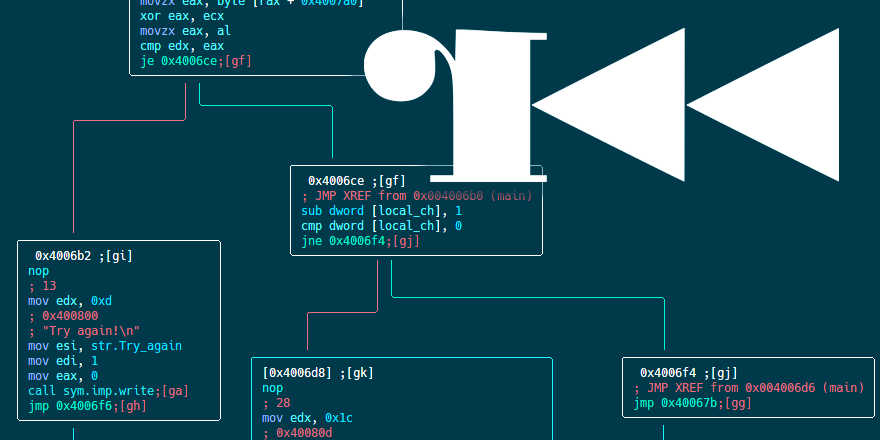 movzx eax, byte [rax + 0x4007a0]
xor eax, ecx
movzx eax, al
cmp edx, eax
je 0x4006ce;[gf]
0x4006ce ;[gf]
; JMP XREF from 0x004006b0 (main)
sub dword [local_ch], 1
cmp dword [local_ch], 0
jne 0x4006f4;[gj]
0x4006b2 ;[gi]
nop
; 13
mov edx, 0xd
; 0x400800
; "Try again!\n"
mov esi, str.Try_again
mov edi, 1
mov eax, 0
call sym.imp.write;[ga]
jmp 0x4006f6;[gh]
[0x4006d8] ;[gk]
nop
; 28
mov edx, 0x1c
; 0x40080d
0x4006f4 ;[gj]
; JMP XREF from 0x004006d6 (main)
jmp 0x40067b;[gg]